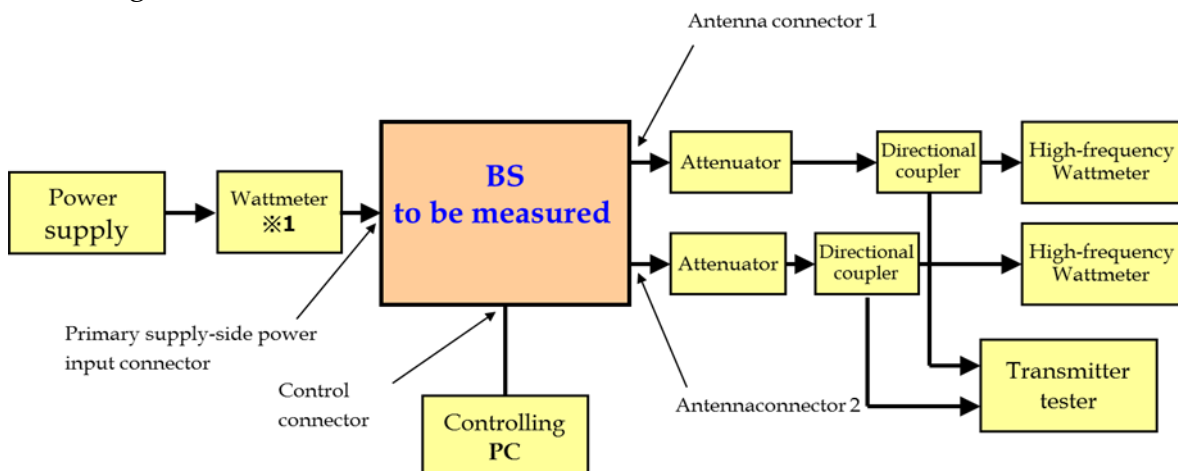 Antenna connector 1
Power
supply
Wattmeter
※1
BS
to be measured
Attenuator
Directional
coupler
High-frequency
Wattmeter
Attenuator
Directional
coupler
High-frequency
Wattmeter
Primary supply-side power
input connector
Control
connector
Controlling
PC
Antennaconnector 2
Transmitter
tester